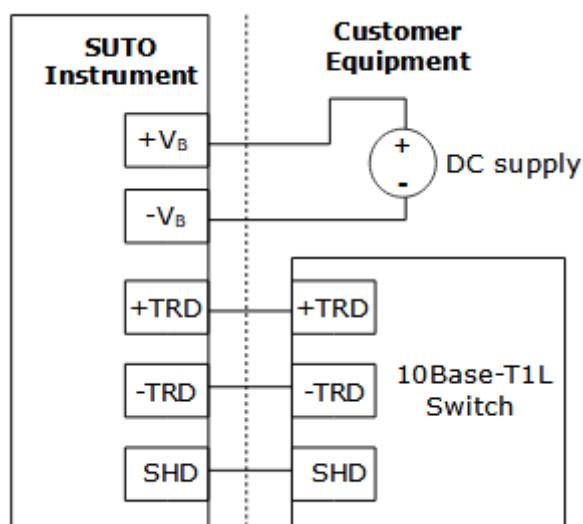 SUTO
Instrument
Customer
Equipment
+VB
+
-
DC supply
-VB
+TRD
+TRD
-TRD
-TRD
10Base-T1L
Switch
SHD
SHD